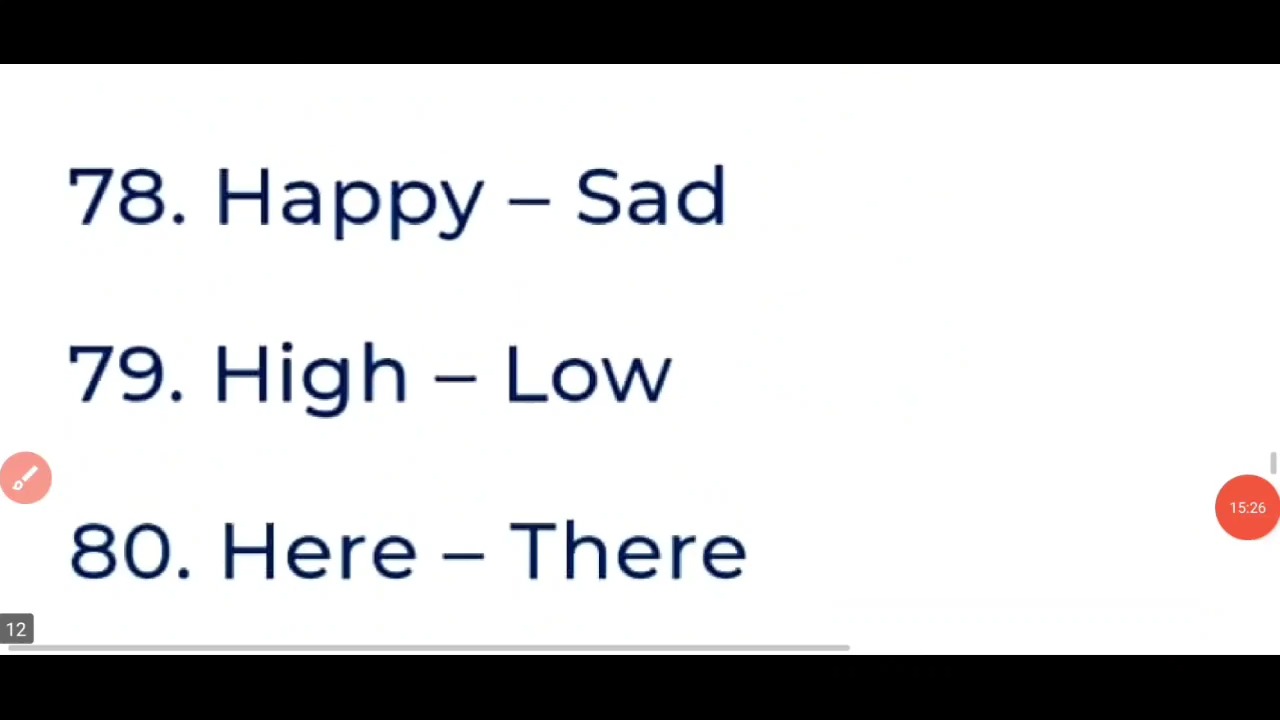 78. Happy – Sad
79. High – Low
15:26
80. Here – There
12